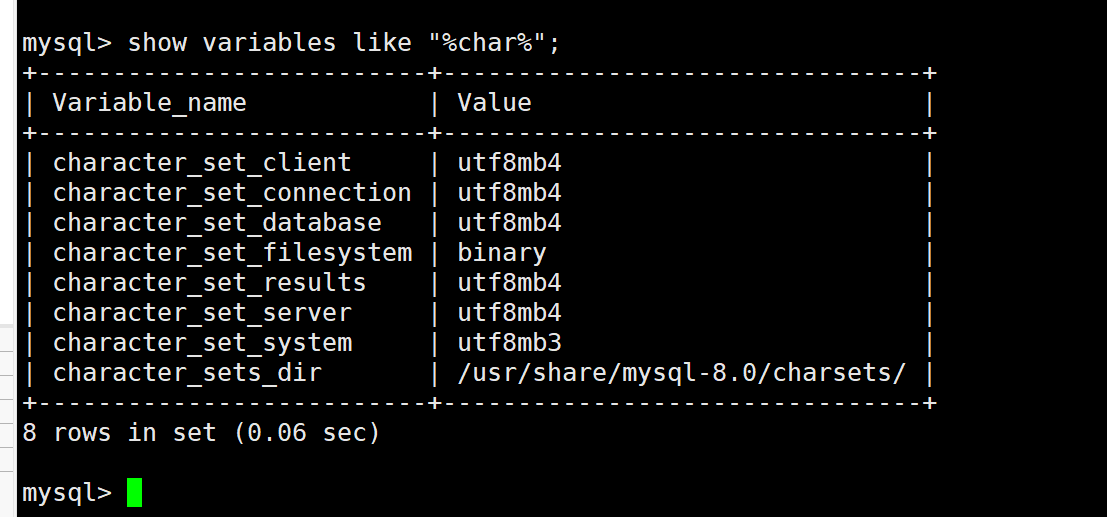 mysql> show variables like "%char%";
+--------------------------+--------------------------------+
| Variable_name            | Value                          |
+--------------------------+--------------------------------+
| character_set_client     | utf8mb4                        |
| character_set_connection | utf8mb4                        |
| character_set_database   | utf8mb4                        |
| character_set_filesystem | binary                         |
| character_set_results    | utf8mb4                        |
| character_set_server     | utf8mb4                        |
| character_set_system     | utf8mb3                        |
| character_sets_dir       | /usr/share/mysql-8.0/charsets/ |
+--------------------------+--------------------------------+
8 rows in set (0.06 sec)
mysql>